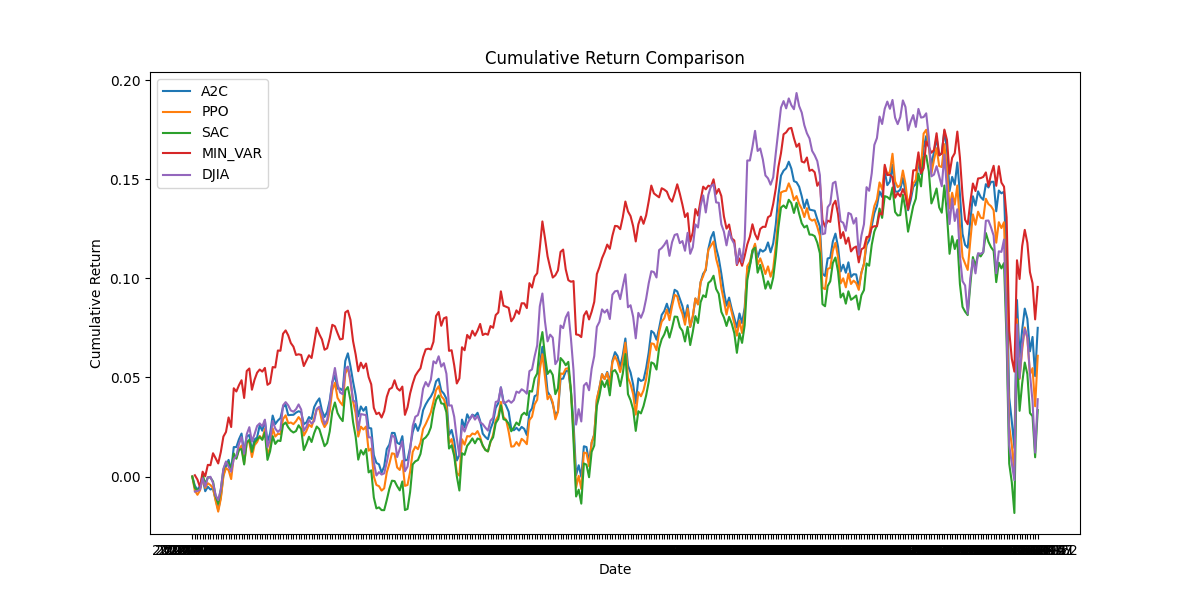 Cumulative Return Comparison
0.20
0.15
0.10
0.05
0.00
Cumulative Return
A2C
PPO
SAC
MIN_VAR
DJIA
Date